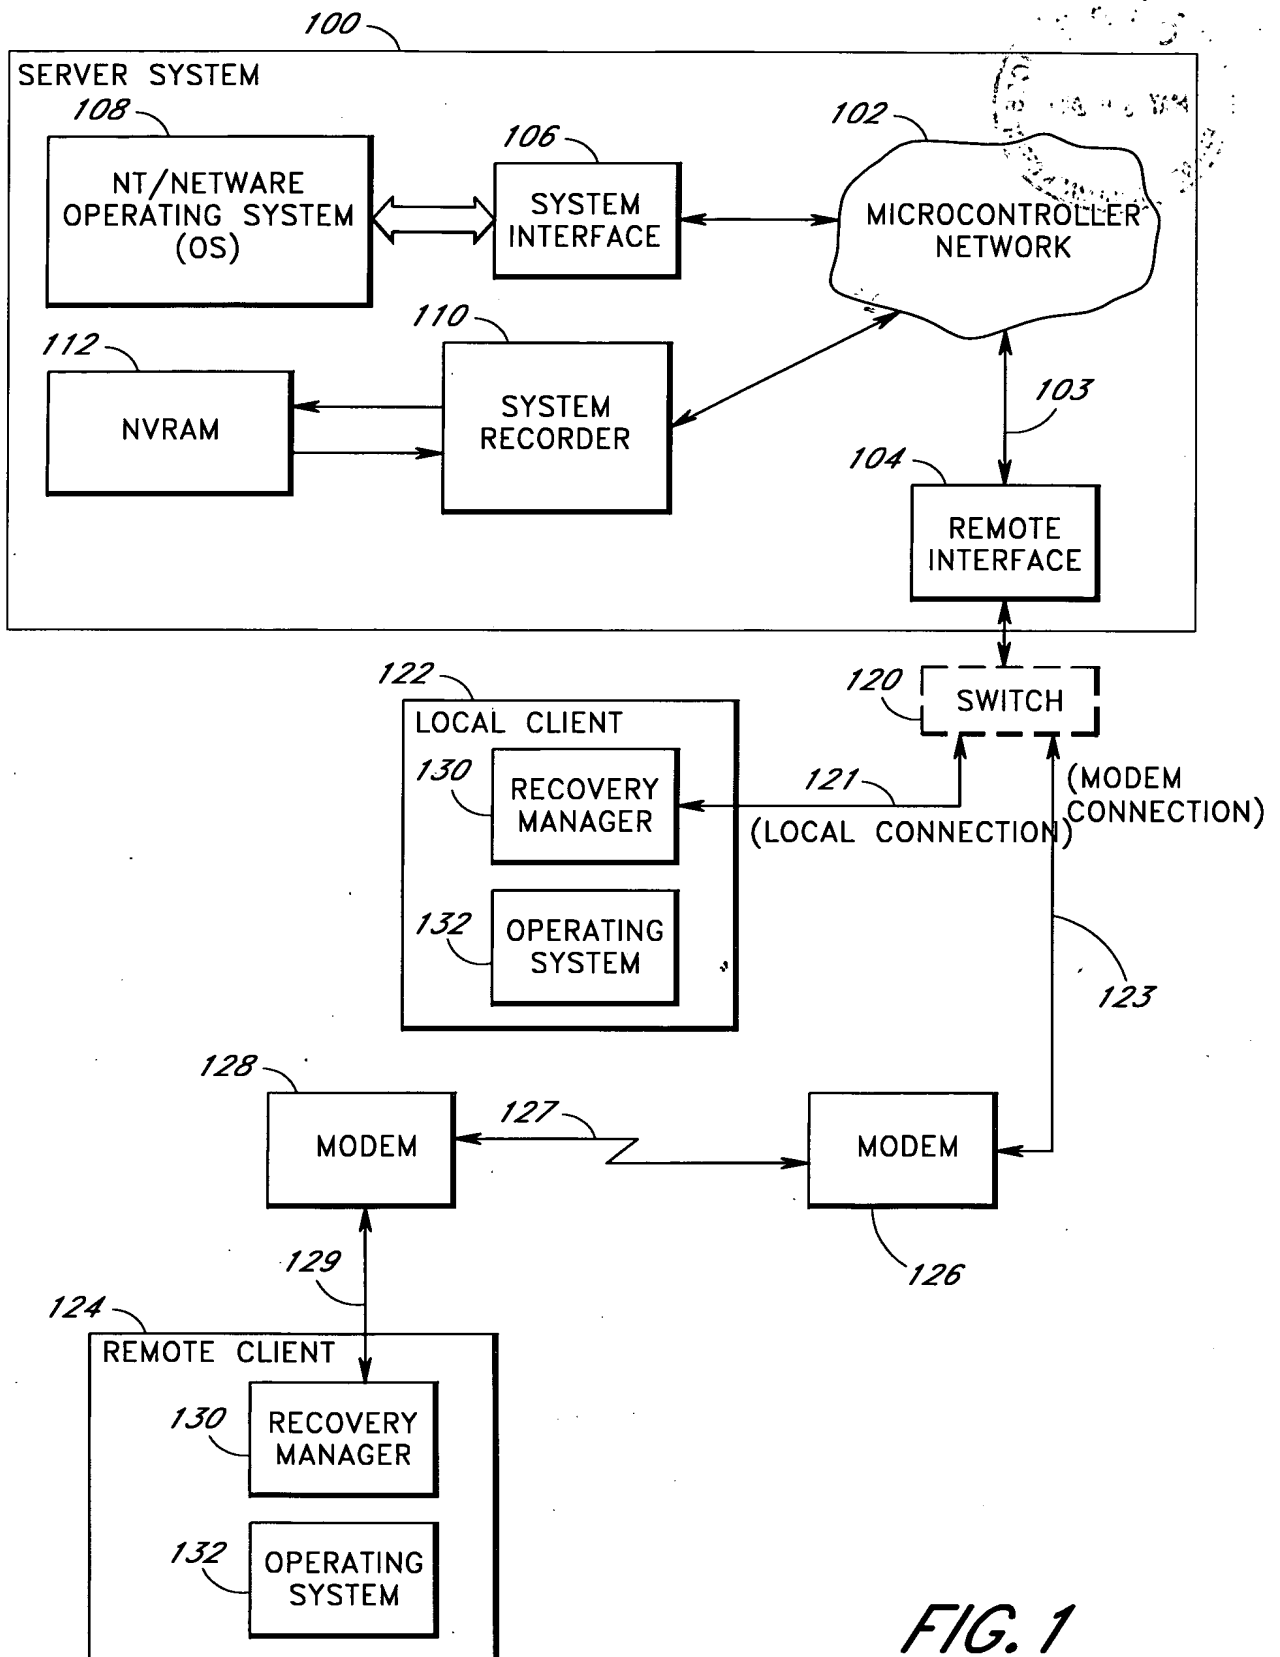 100
SERVER SYSTEM
108
NT/NETWARE
OPERATING SYSTEM
(OS)
106
SYSTEM
INTERFACE
102
MICROCONTROLLER
NETWORK
112
NVRAM
110
SYSTEM
RECORDER
103
104
REMOTE
INTERFACE
120
SWITCH
122
LOCAL CLIENT
130
RECOVERY
MANAGER
121
(LOCAL CONNECTION)
(MODEM
CONNECTION)
132
OPERATING
SYSTEM
123
128
MODEM
127
MODEM
126
129
124
REMOTE CLIENT
130
RECOVERY
MANAGER
132
OPERATING
SYSTEM
FIG. 1